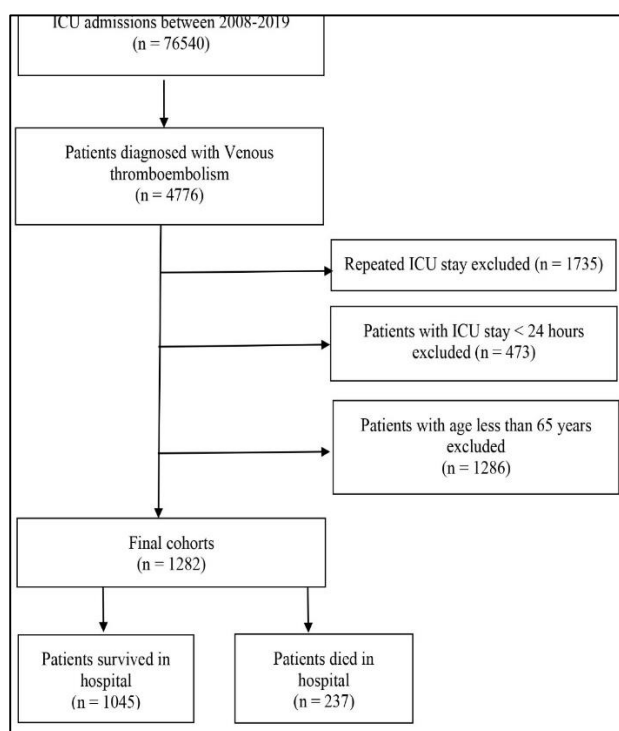 ICU admissions between 2008-2019
(n = 76540)
Patients diagnosed with Venous
thromboembolism
(n = 4776)
Repeated ICU stay excluded (n = 1735)
Patients with ICU stay < 24 hours
excluded (n = 473)
Patients with age less than 65 years
excluded
(n = 1286)
Final cohorts
(n = 1282)
Patients survived in
hospital
n = 1045)
Patients died in
hospital
(n = 237)